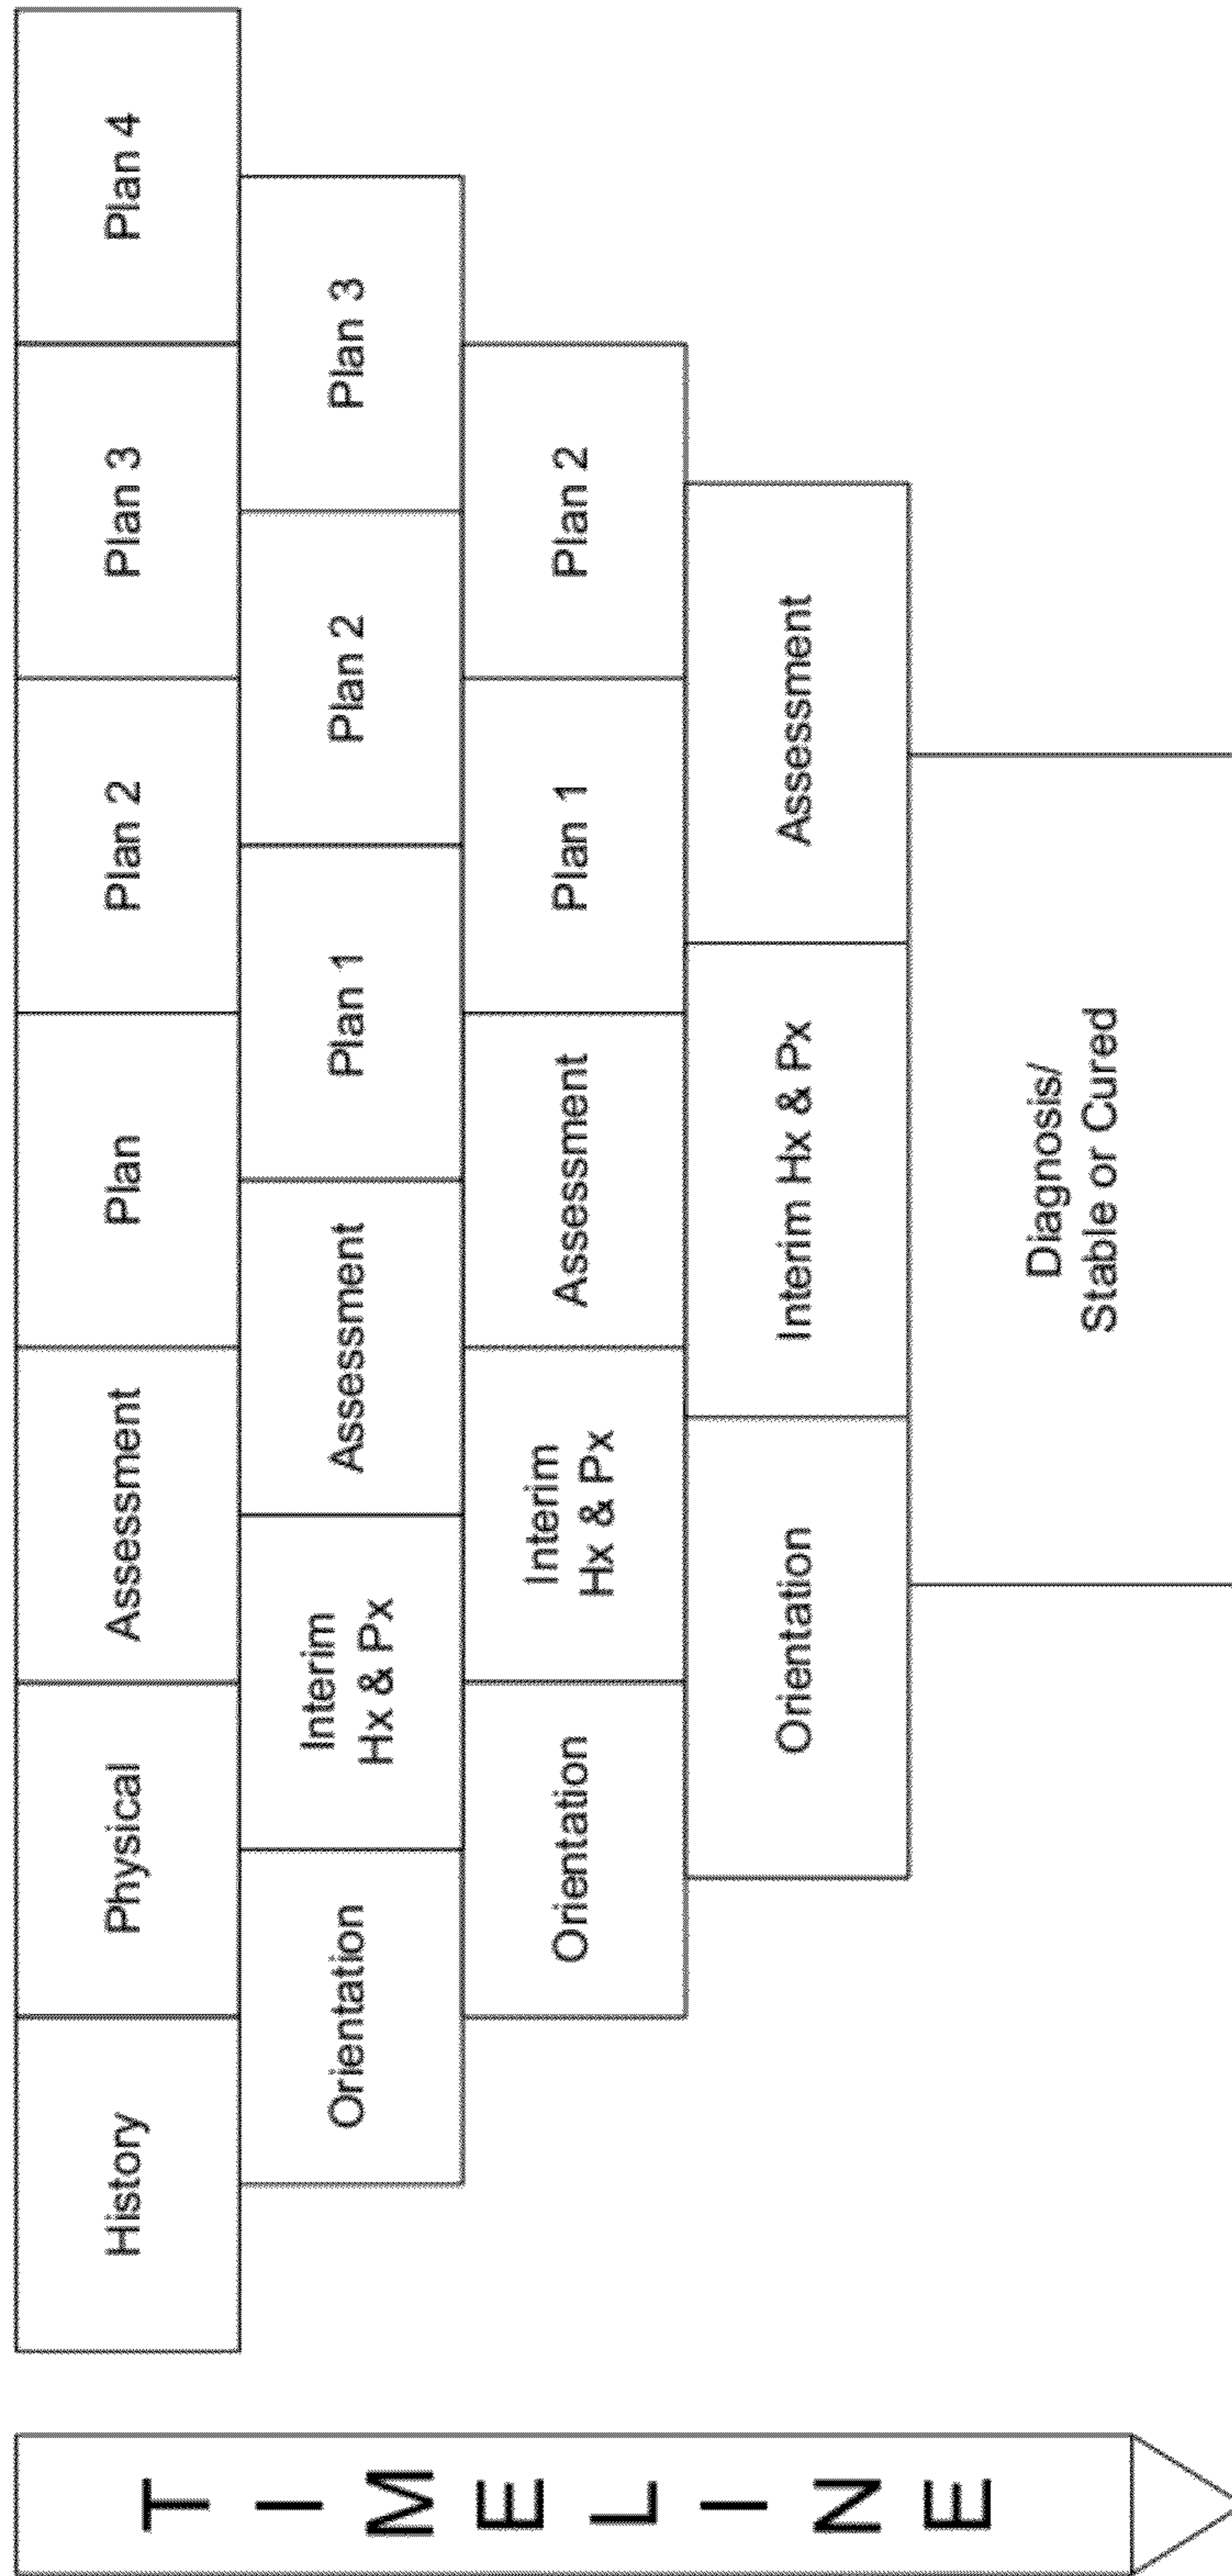 TIMELINE
History
Physical
Assessment
Plan
Plan 2
Plan 3
Plan 4
Orientation
Interim
Hx & Px
Assessment
Plan 1
Plan 2
Plan 3
Orientation
Interim
Hx & Px
Assessment
Plan 1
Plan 2
Orientation
Interim Hx & Px
Assessment
Diagnosis/
Stable or Cured